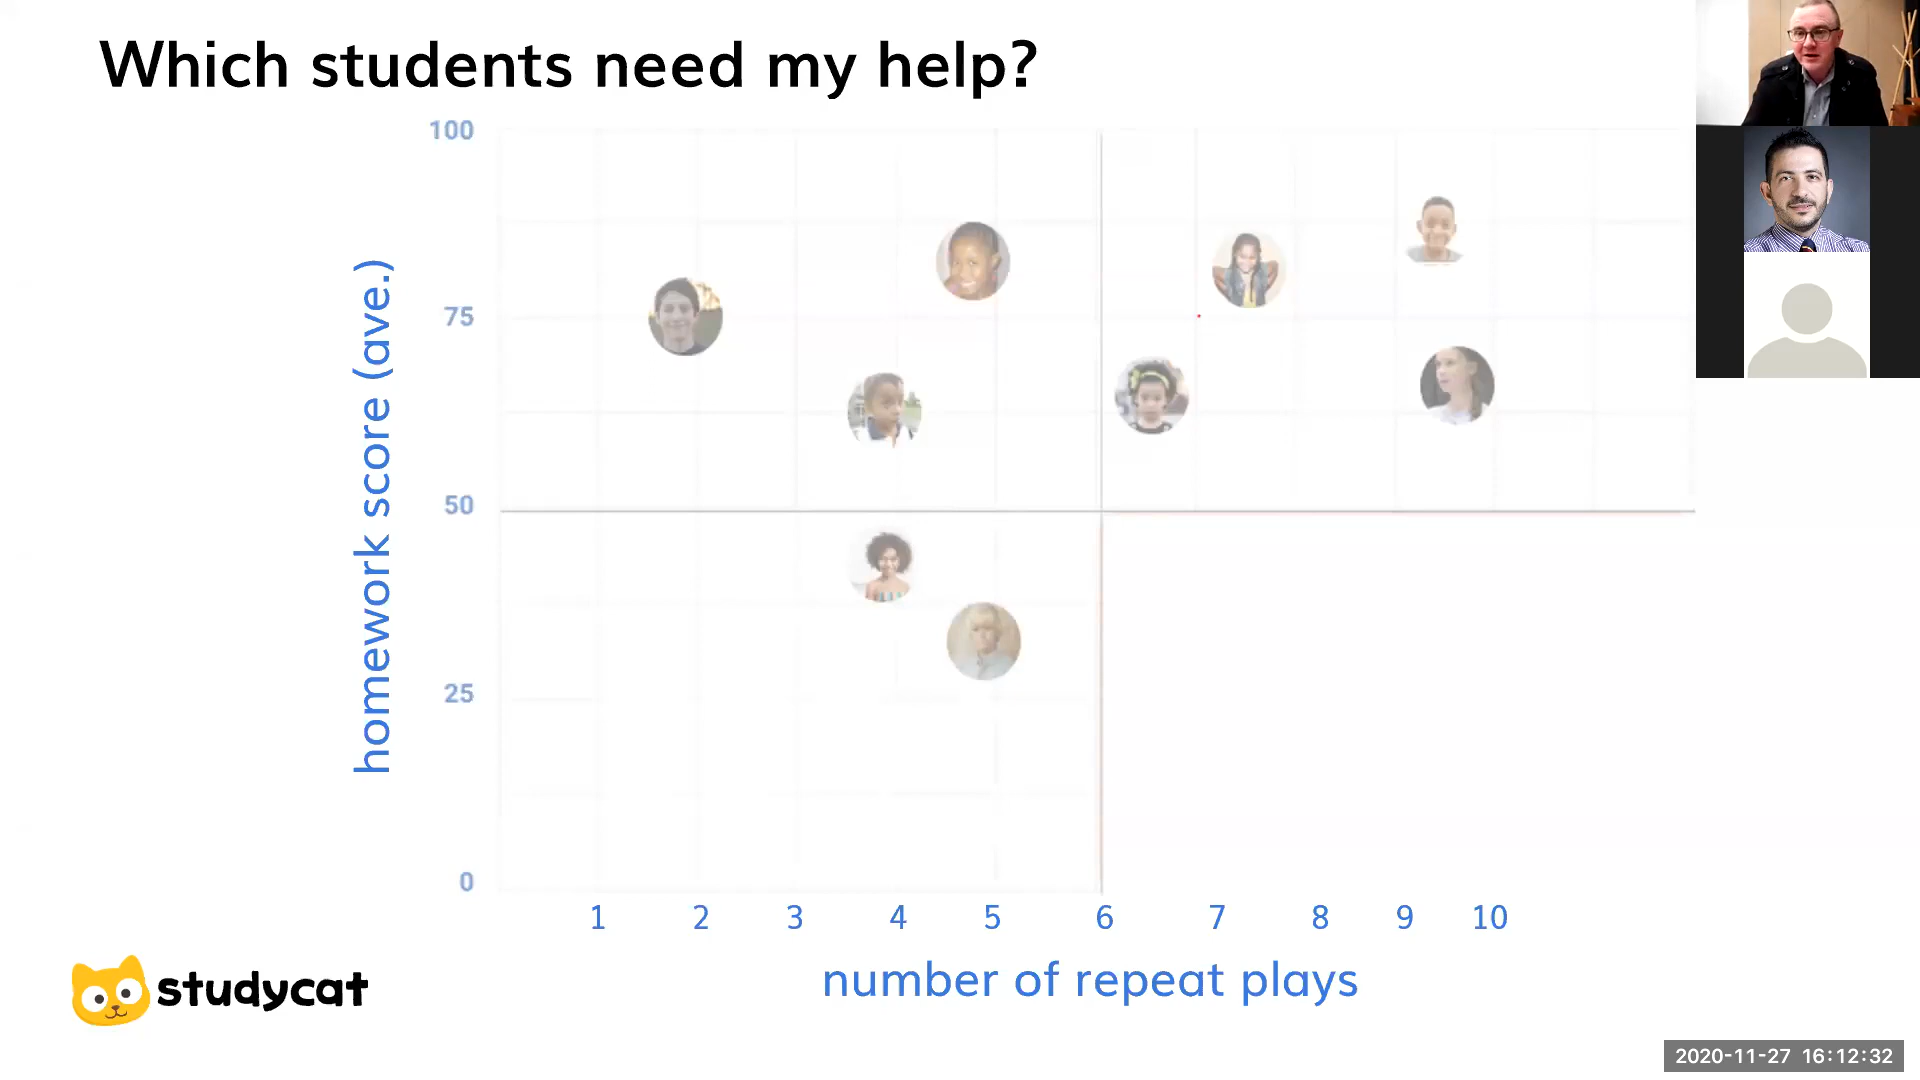 Which students need my help?
100
75
50
25
0
homework score (ave.)
1 2 3 4 5 6 7 8 9 10
number of repeat plays
studycat
2020-11-27 16:12:32